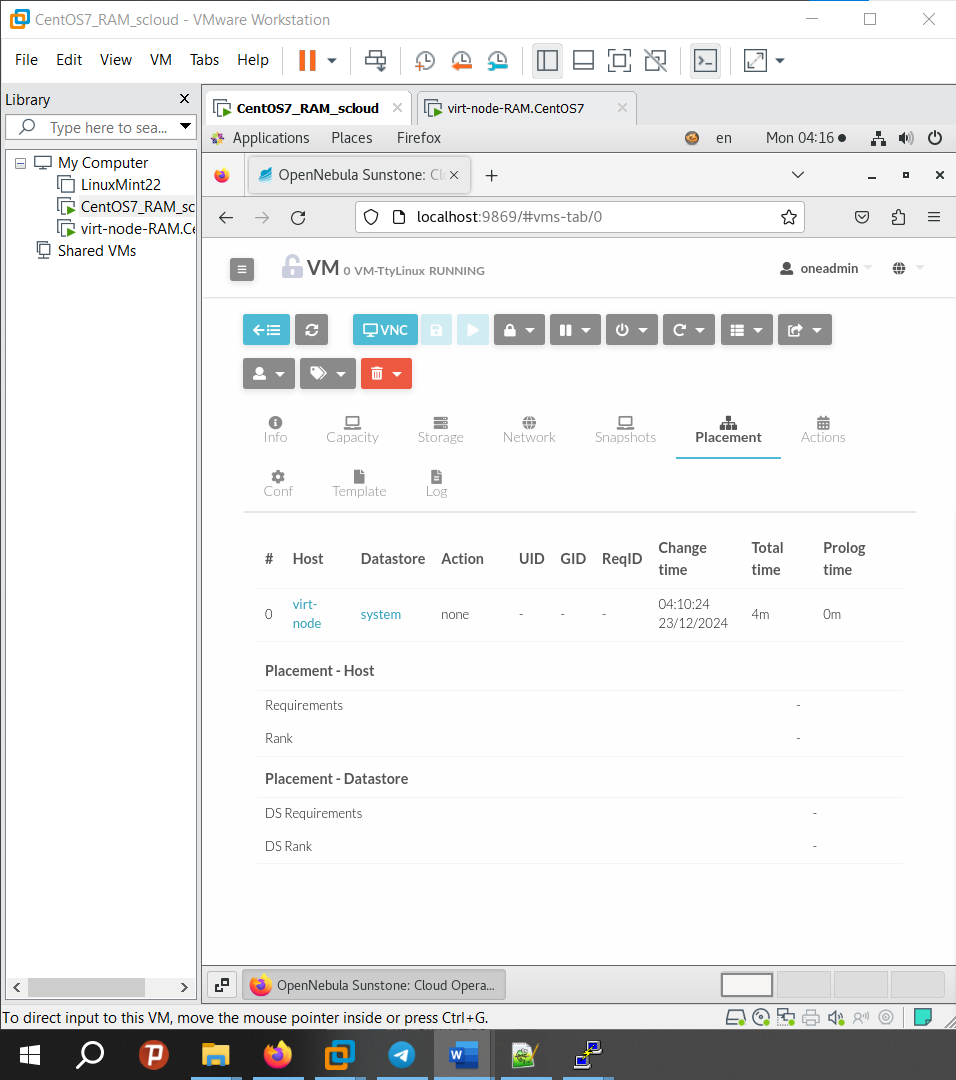 CentOS7_RAM_scloud - VMware Workstation
File Edit View VM Tabs Help
Library
Type here to sea...
My Computer
LinuxMint22
CentOS7_RAM_sc
virt-node-RAM.Ce
Shared VMs
CentOS7_RAM_scloud
virt-node-RAM.CentOS7
Applications Places Firefox en Mon 04:16
OpenNebula Sunstone: Clo
localhost:9869/#vms-tab/0
VM 0 VM-TtyLinux RUNNING
oneadmin
VNC
Info Capacity Storage Network Snapshots Placement Actions
Conf Template Log
# Host Datastore Action UID GID ReqID Change time Total time Prolog time
0 virt-node system none - - - 04:10:24 23/12/2024 4m 0m
Placement - Host
Requirements -
Rank -
Placement - Datastore
DS Requirements -
DS Rank -
OpenNebula Sunstone: Cloud Opera...
To direct input to this VM, move the mouse pointer inside or press Ctrl+G.